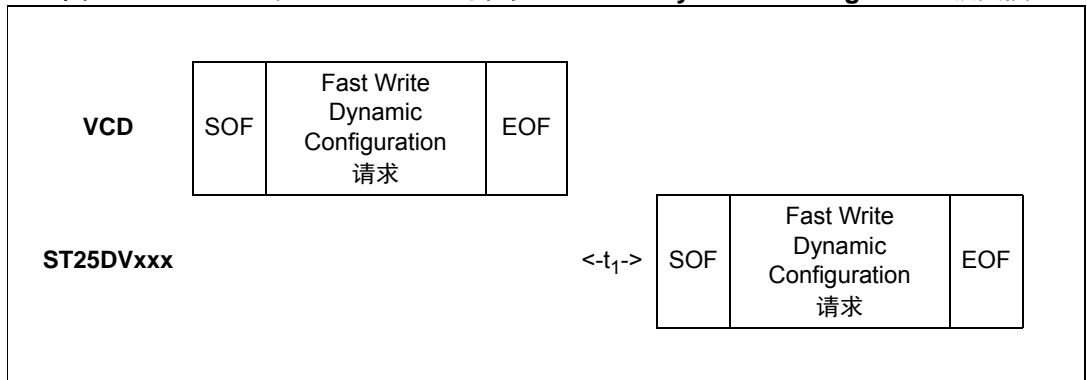 VCD
SOF
Fast Write
Dynamic
Configuration
请求
EOF
ST25DVxxx
<-t1->
SOF
Fast Write
Dynamic
Configuration
请求
EOF